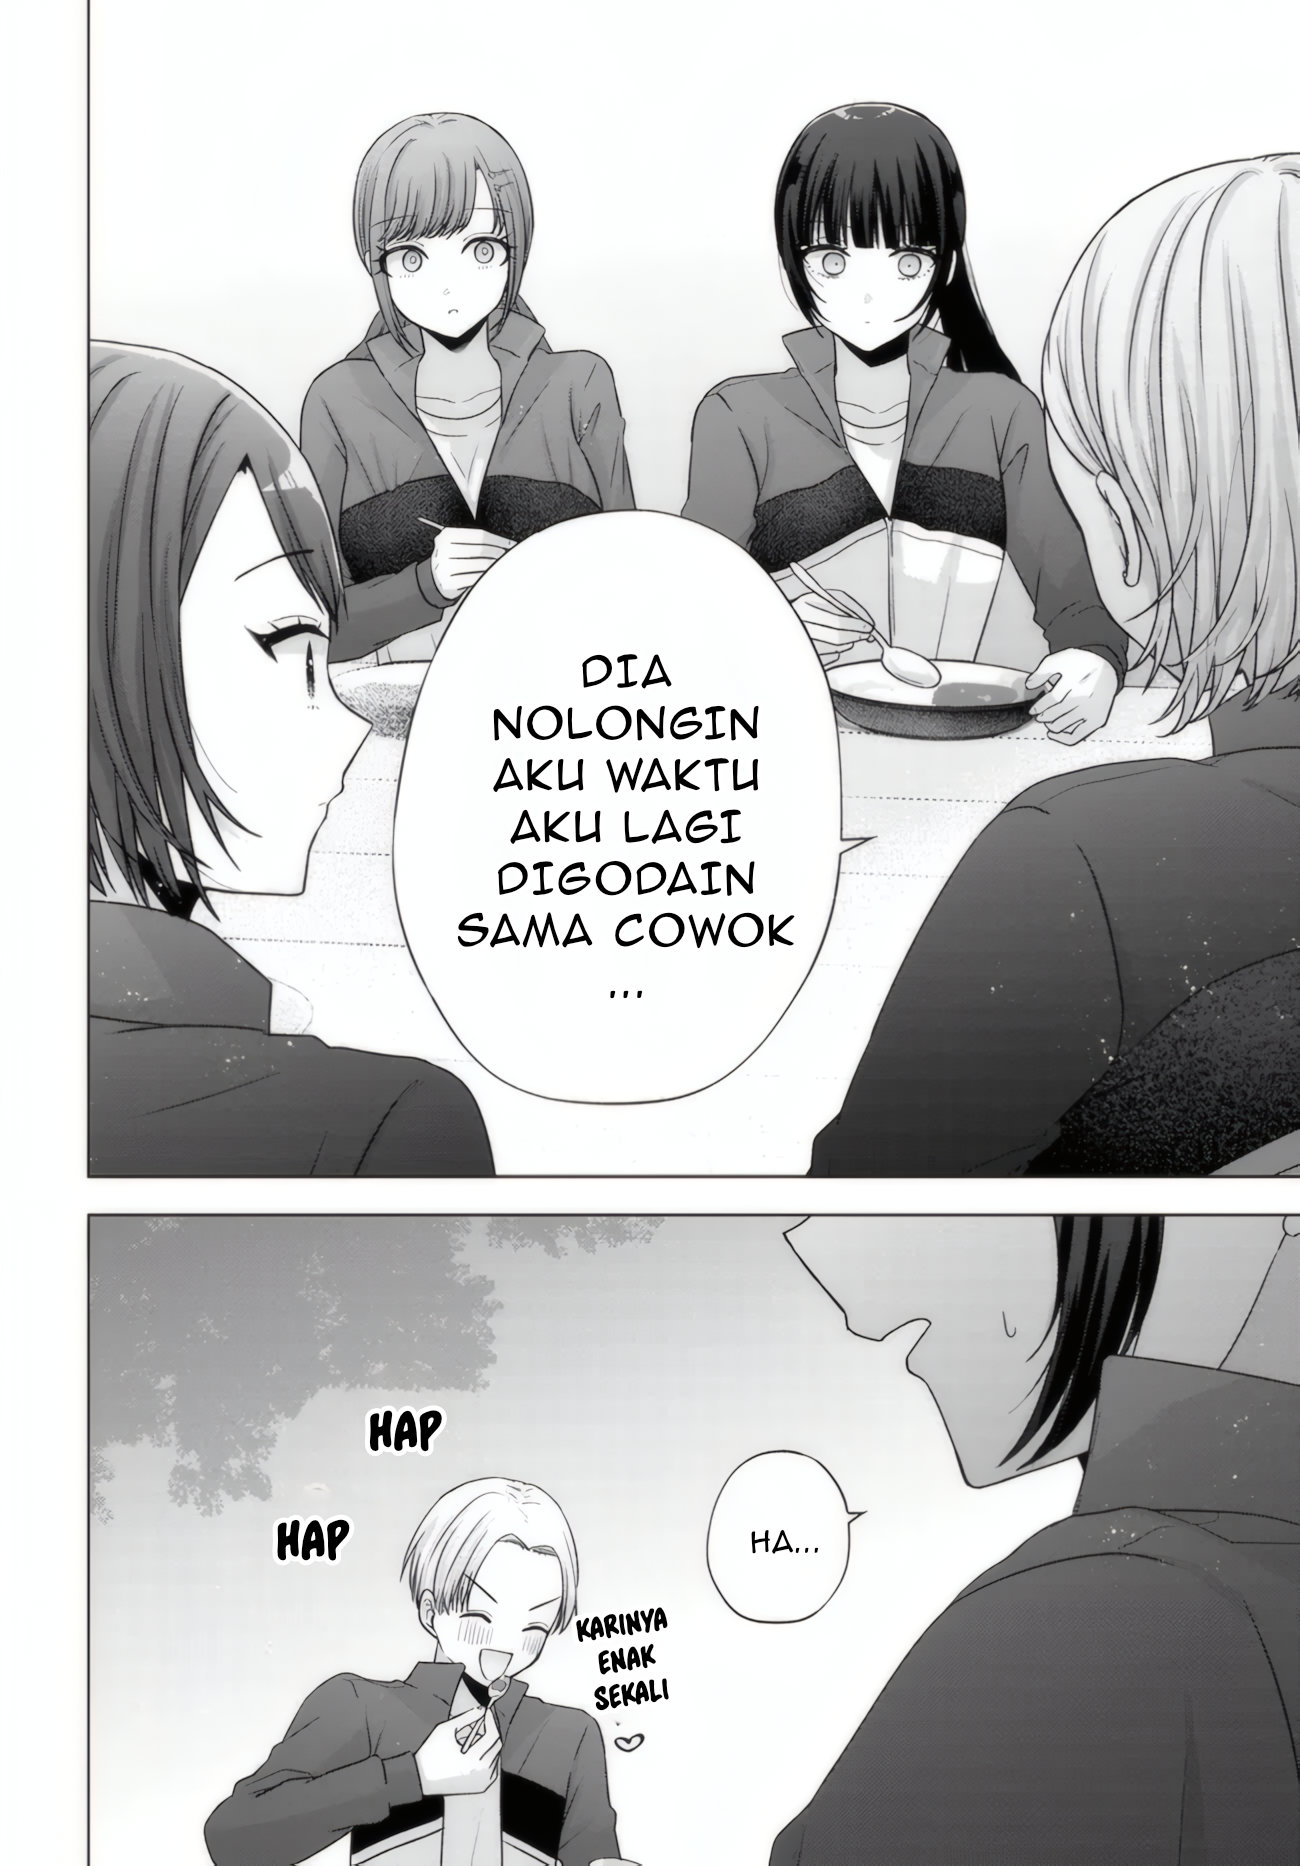 DIA
NOLONGIN
AKU WAKTU
AKU LAGI
DIGODAIN
SAMA COWOK
...
HAP
HAP
HA...
KARINYA
ENAK
SEKALI